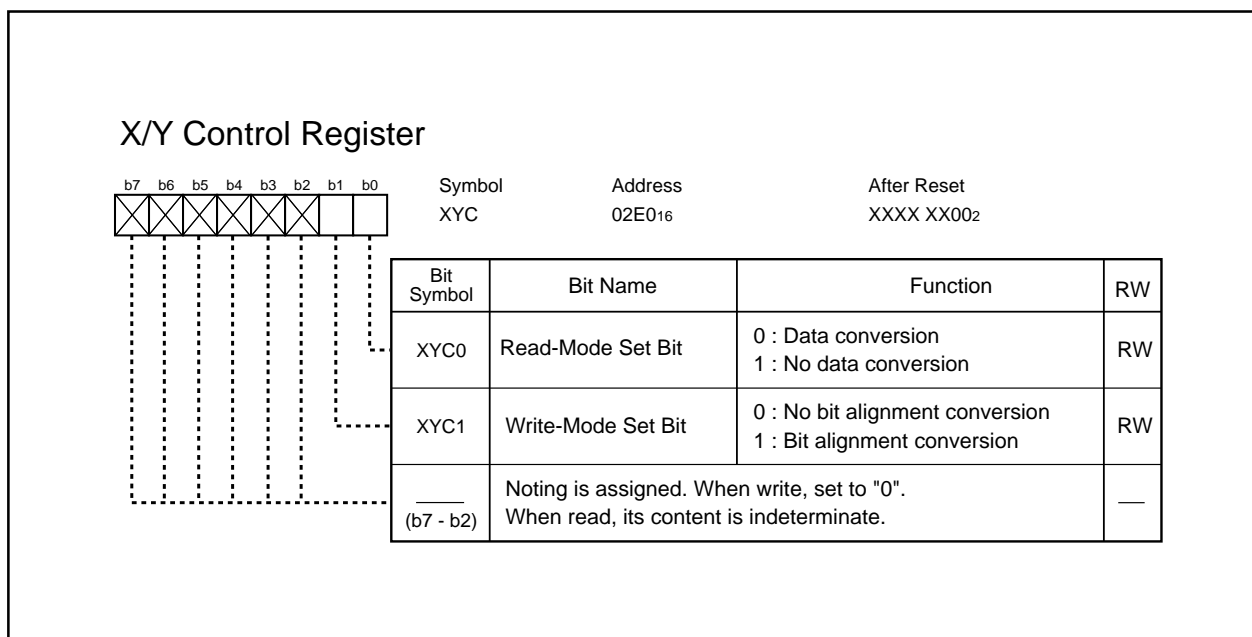 X/Y Control Register
b7 b6 b5 b4 b3 b2 b1 b0
Symbol Address After Reset
XYC 02E016 XXXX XX002
Bit Symbol Bit Name Function RW
XYC0 Read-Mode Set Bit 0 : Data conversion RW
1 : No data conversion
XYC1 Write-Mode Set Bit 0 : No bit alignment conversion RW
1 : Bit alignment conversion
(b7 - b2) Noting is assigned. When write, set to "0".
When read, its content is indeterminate.